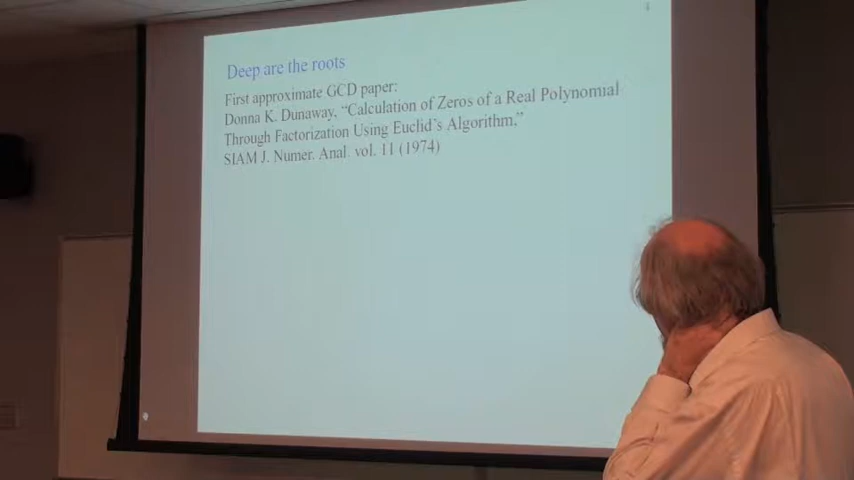 Deep are the roots
First approximate GCD paper:
Donna K. Dunaway, "Calculation of Zeros of a Real Polynomial
Through Factorization Using Euclid's Algorithm,"
SIAM J. Numer. Anal. vol. 11 (1974)